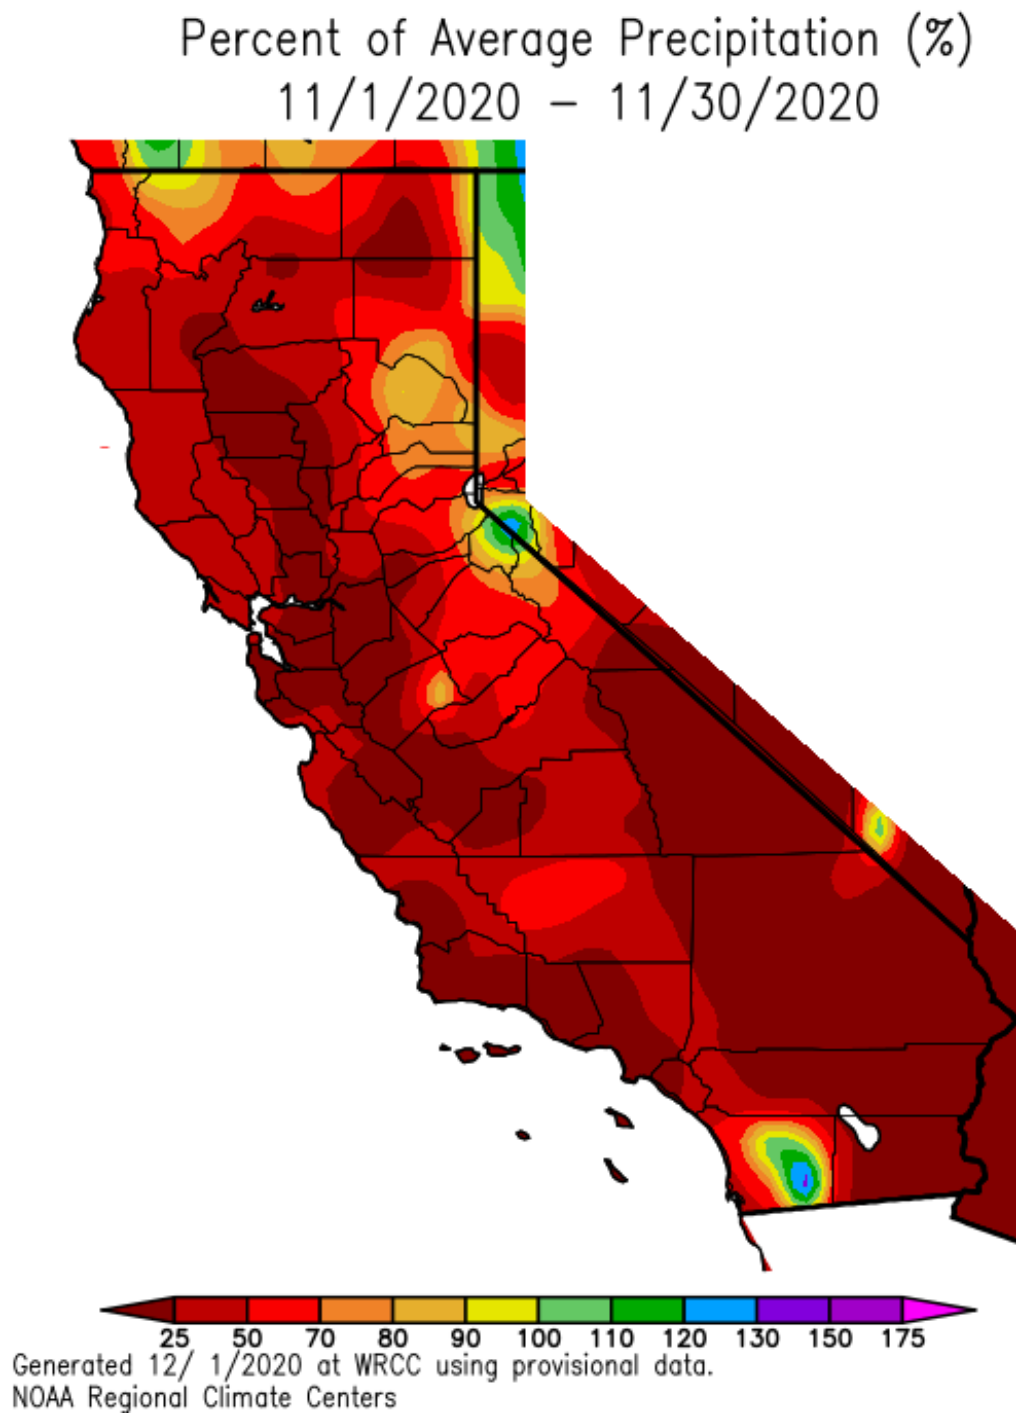 Percent of Average Precipitation (%)
11/1/2020 - 11/30/2020
25 50 70 80 90 100 110 120 130 150 175
Generated 12/ 1/2020 at WRCC using provisional data.
NOAA Regional Climate Centers